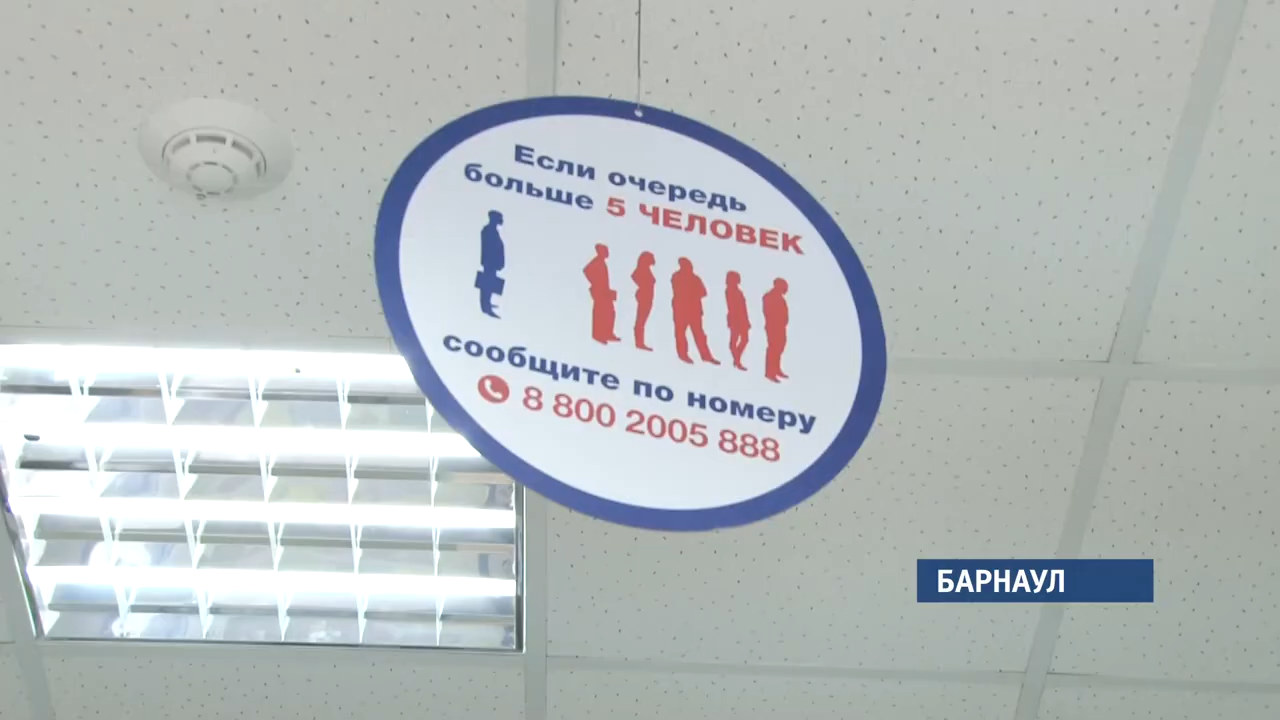 Если очередь
больше 5 ЧЕЛОВЕК
сообщите по номеру
8 800 2005 888
БАРНАУЛ